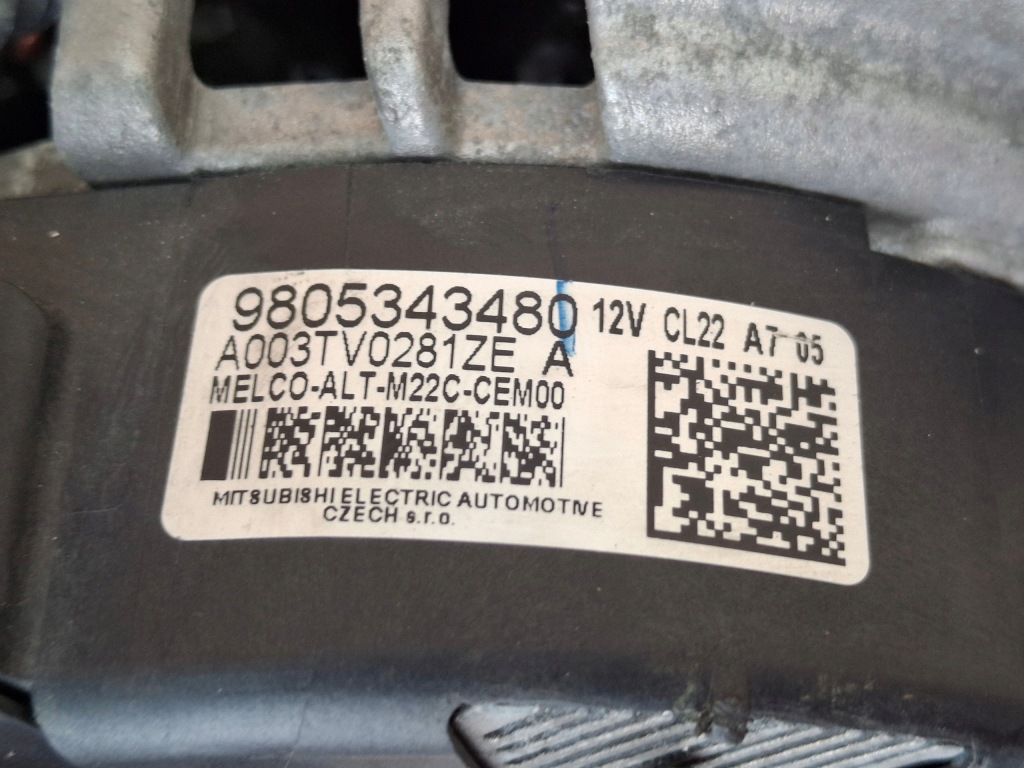 9805343480 12V CL22 A7 05
A003TV0281ZE A
MELCO-ALT-M22C-CEM00
MITSUBISHI ELECTRIC AUTOMOTIVE
CZECH s.r.o.